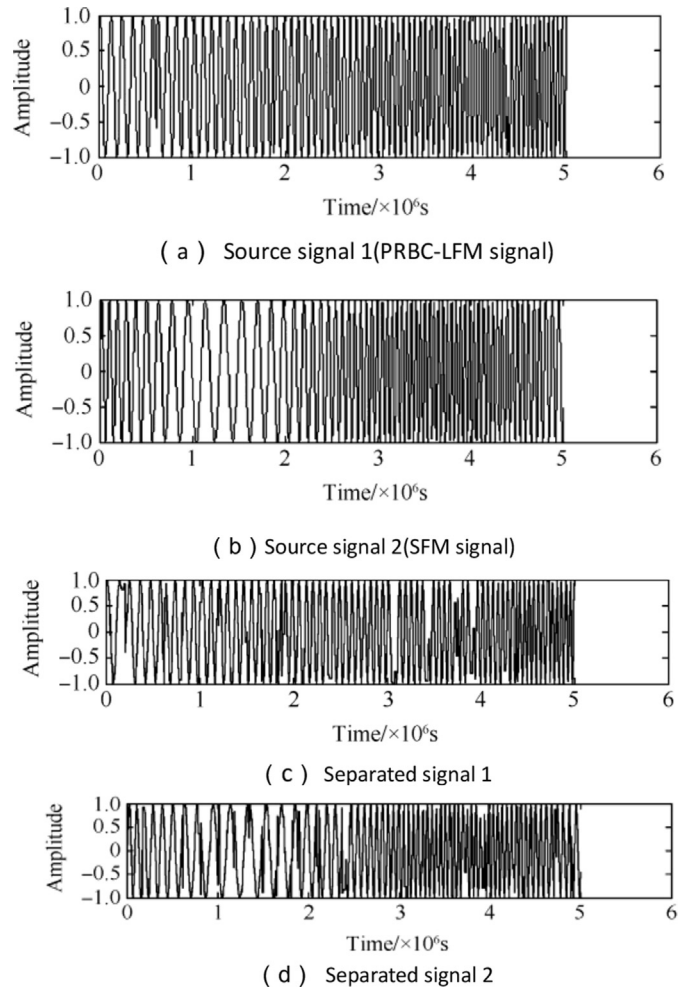 Amplitude
1.0
0.5
0
−0.5
−1.0
0 1 2 3 4 5 6
Time/×10⁶s
( a ) Source signal 1(PRBC-LFM signal)
Amplitude
1.0
0.5
0
−0.5
−1.0
0 1 2 3 4 5 6
Time/×10⁶s
( b ) Source signal 2(SFM signal)
Amplitude
1.0
0.5
0
−0.5
−1.0
0 1 2 3 4 5 6
Time/×10⁶s
( c ) Separated signal 1
Amplitude
1.0
0.5
0
−0.5
−1.0
0 1 2 3 4 5 6
Time/×10⁶s
( d ) Separated signal 2